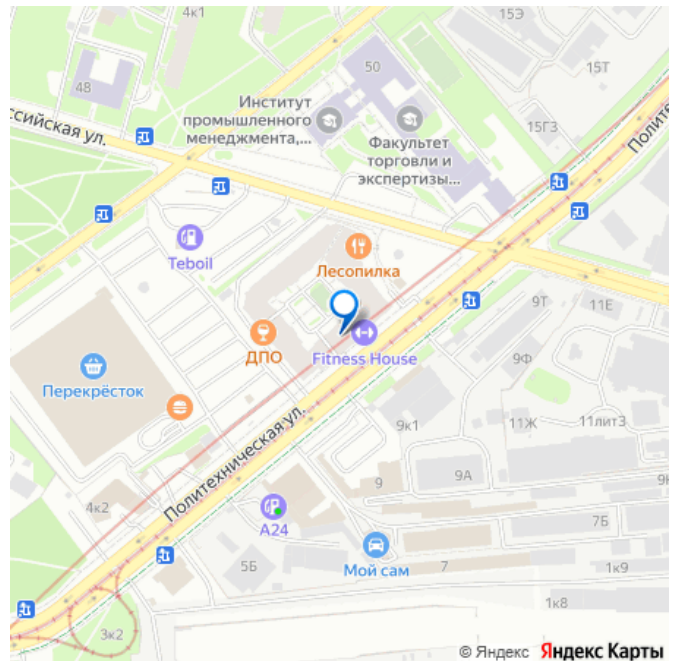 4к1
15Э
50
15Т
48
Институт
промышленного
менеджмента,...
ссийская ул.
Факультет
торговли и
экспертизы...
15Г3
Полите
Teboil
Лесопилка
9Т
11Е
ДПО
Fitness House
9Ф
Перекрёсток
Политехническая ул.
9к1
11Ж
11лит3
9А
9
4к2
А24
7Б
5Б
Мой сам
7
1к9
1к8
3к2
© Яндекс Яндекс Карты